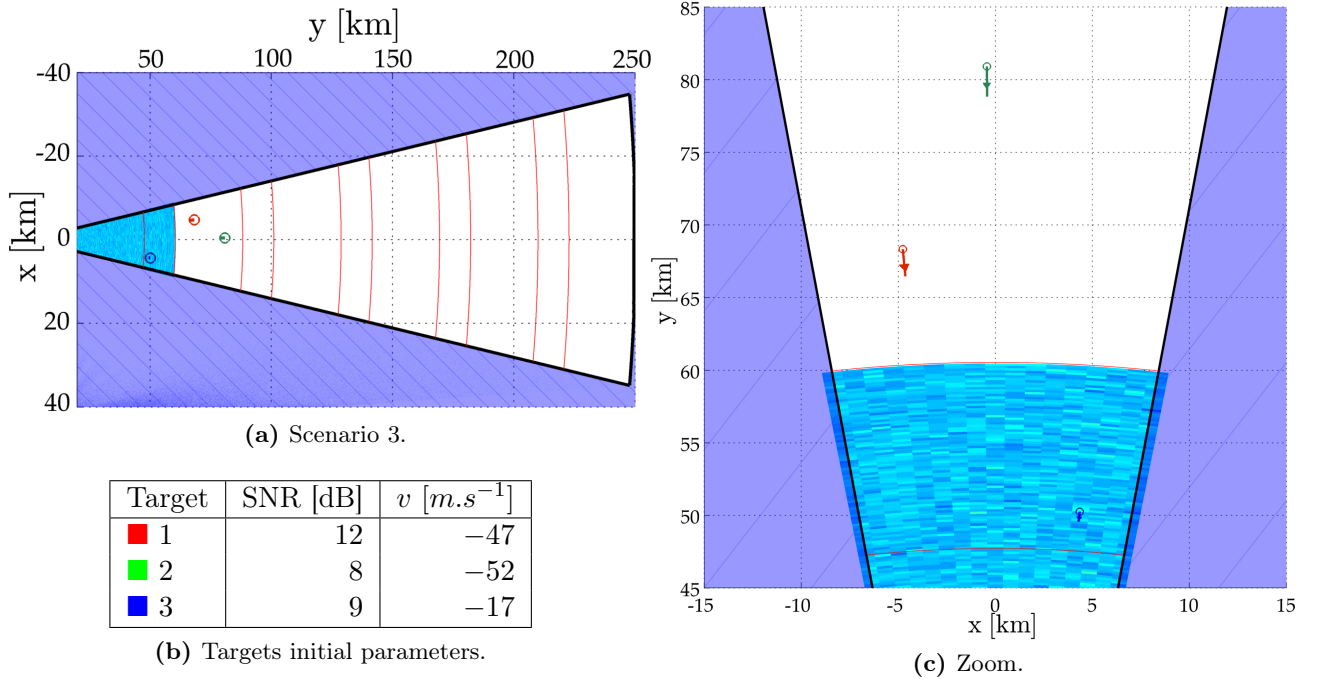 y [km]
50 100 150 200 250
-40
-20
0
20
40
x [km]
(a) Scenario 3.
Target SNR [dB] v [m.s⁻¹]
1 12 −47
2 8 −52
3 9 −17
(b) Targets initial parameters.
85
80
75
70
65
60
55
50
45
y [km]
-15 -10 -5 0 5 10 15
x [km]
(c) Zoom.